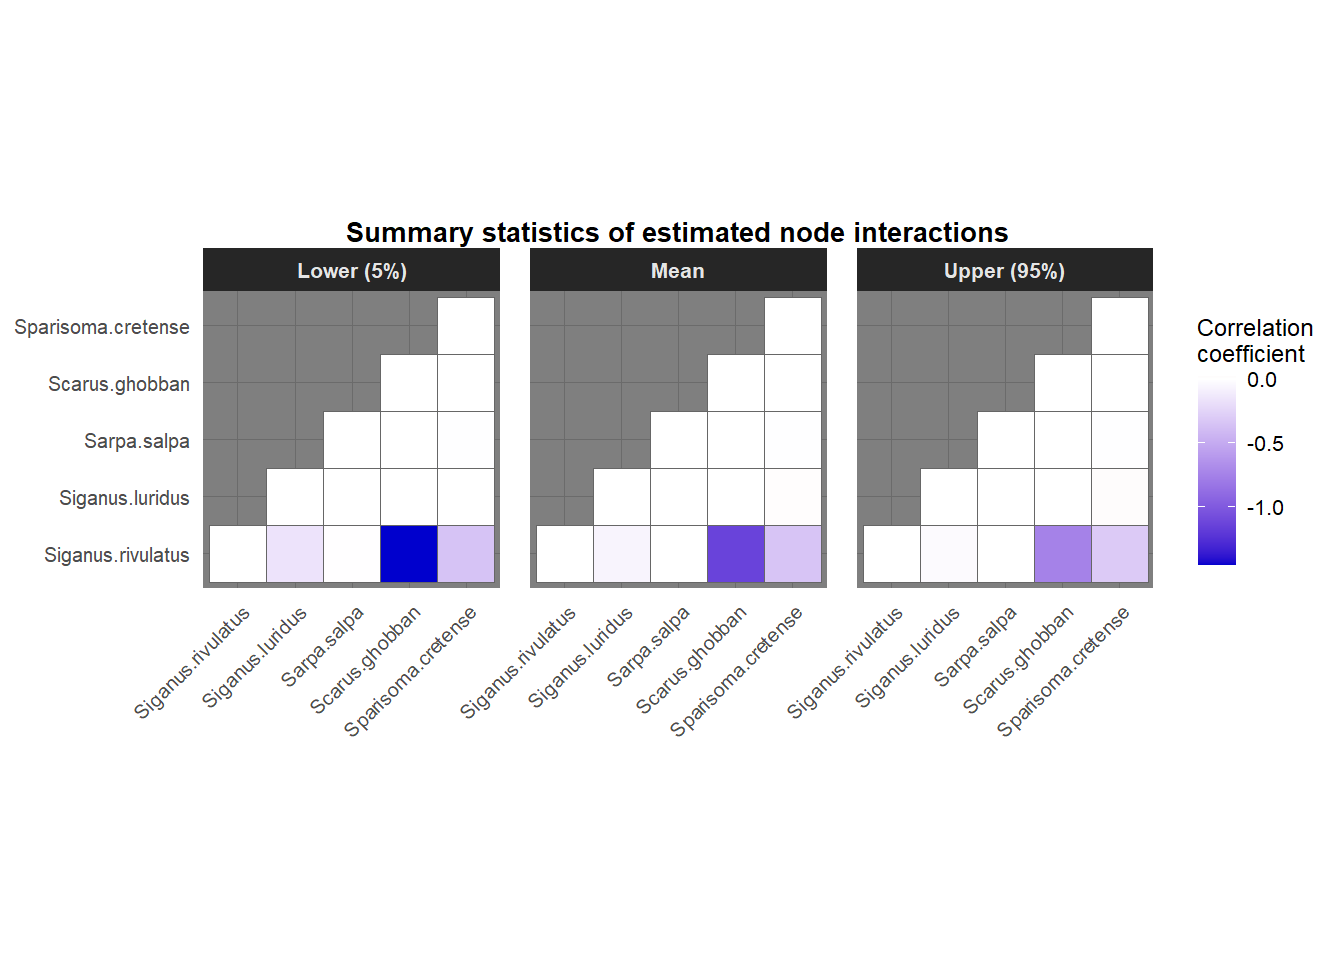 Summary statistics of estimated node interactions
Lower (5%)
Mean
Upper (95%)
Sparisoma.cretense
Scarus.ghobban
Sarpa.salpa
Siganus.luridus
Siganus.rivulatus
Siganus.rivulatus
Siganus.luridus
Sarpa.salpa
Scarus.ghobban
Sparisoma.cretense
Siganus.rivulatus
Siganus.luridus
Sarpa.salpa
Scarus.ghobban
Sparisoma.cretense
Siganus.rivulatus
Siganus.luridus
Sarpa.salpa
Scarus.ghobban
Sparisoma.cretense
Correlation
coefficient
0.0
-0.5
-1.0